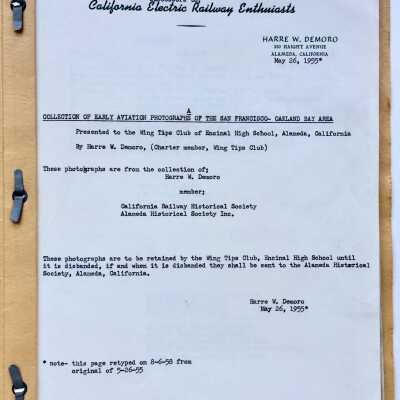 California Electric Railway Enthusiasts
HARRE W. DEMORO
ALAMEDA, CALIFORNIA
May 26, 1955*
A
COLLECTION OF EARLY AVIATION PHOTOGRAPHS OF THE SAN FRANCISCO- OAKLAND BAY AREA
Presented to the Wing Tips Club of Encinal High School, Alameda, California
By Harre W. Demoro, (Charter member, Wing Tips Club)
These photographs are from the collection of;
Harre W. Demoro
member;
California Railway Historical Society
Alameda Historical Society Inc.
These photographs are to be retained by the Wing Tips Club, Encinal High School until
it is disbanded, if and when it is disbanded they shall be sent to the Alameda Historical
Society, Alameda, California.
Harre W. Demoro
May 26, 1955*
* note- this page retyped on 8-6-58 from
original of 5-26-55